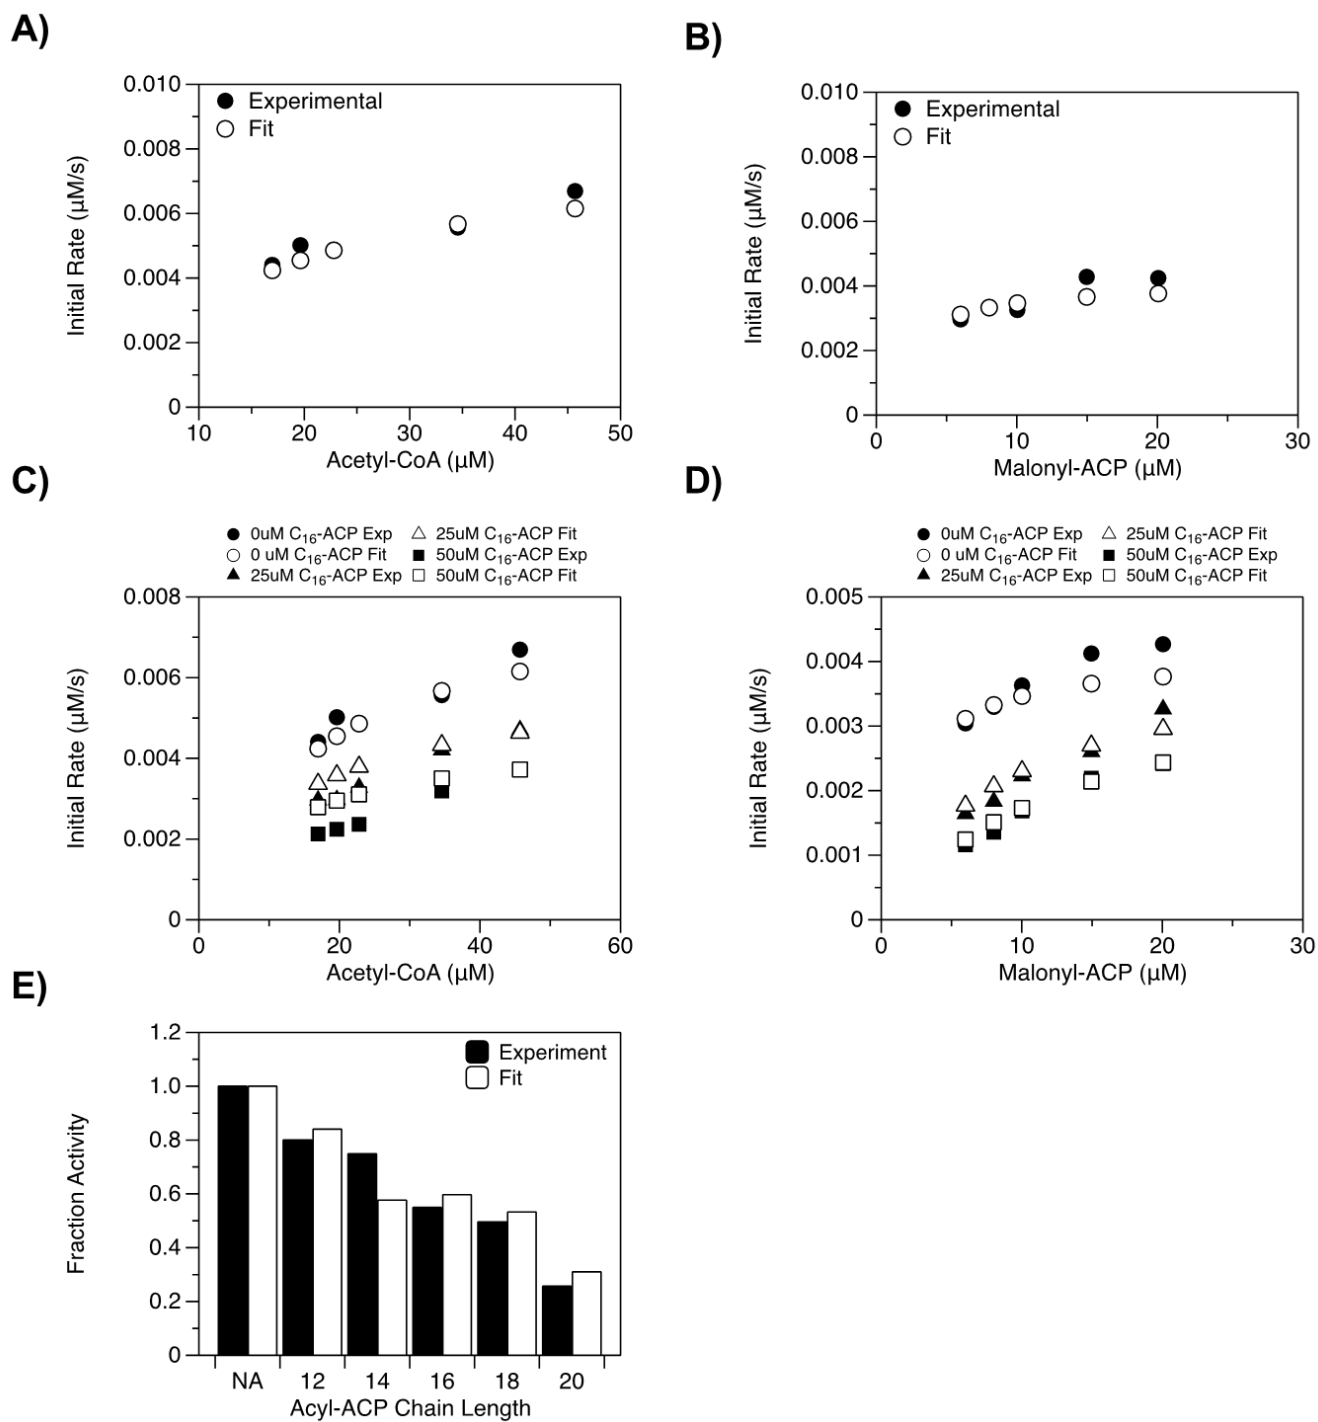 A)
0.010
0.008
0.006
0.004
0.002
0
Initial Rate (µM/s)
Experimental
Fit
10 20 30 40 50
Acetyl-CoA (µM)
B)
0.010
0.008
0.006
0.004
0.002
0
Initial Rate (µM/s)
Experimental
Fit
0 10 20 30
Malonyl-ACP (µM)
C)
0uM C₁₆-ACP Exp
0 uM C₁₆-ACP Fit
25uM C₁₆-ACP Exp
25uM C₁₆-ACP Fit
50uM C₁₆-ACP Exp
50uM C₁₆-ACP Fit
0.008
0.006
0.004
0.002
0
Initial Rate (µM/s)
0 20 40 60
Acetyl-CoA (µM)
D)
0uM C₁₆-ACP Exp
0 uM C₁₆-ACP Fit
25uM C₁₆-ACP Exp
25uM C₁₆-ACP Fit
50uM C₁₆-ACP Exp
50uM C₁₆-ACP Fit
0.005
0.004
0.003
0.002
0.001
0
Initial Rate (µM/s)
0 10 20 30
Malonyl-ACP (µM)
E)
1.2
1.0
0.8
0.6
0.4
0.2
0
Fraction Activity
Experiment
Fit
NA 12 14 16 18 20
Acyl-ACP Chain Length